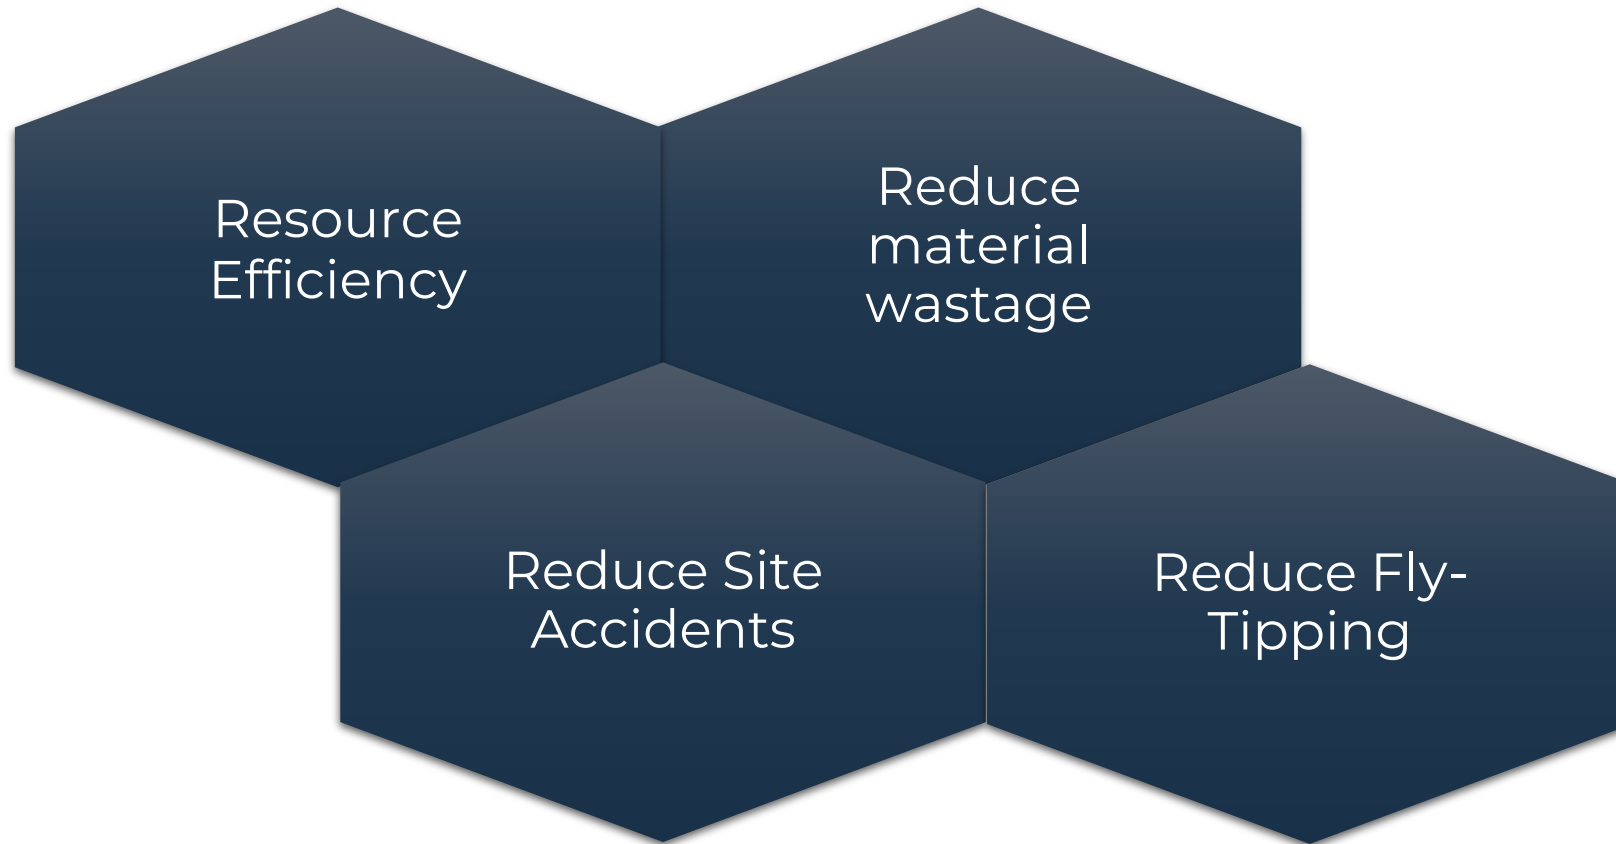 Resource
Efficiency
Reduce
material
wastage
Reduce Site
Accidents
Reduce Fly-
Tipping